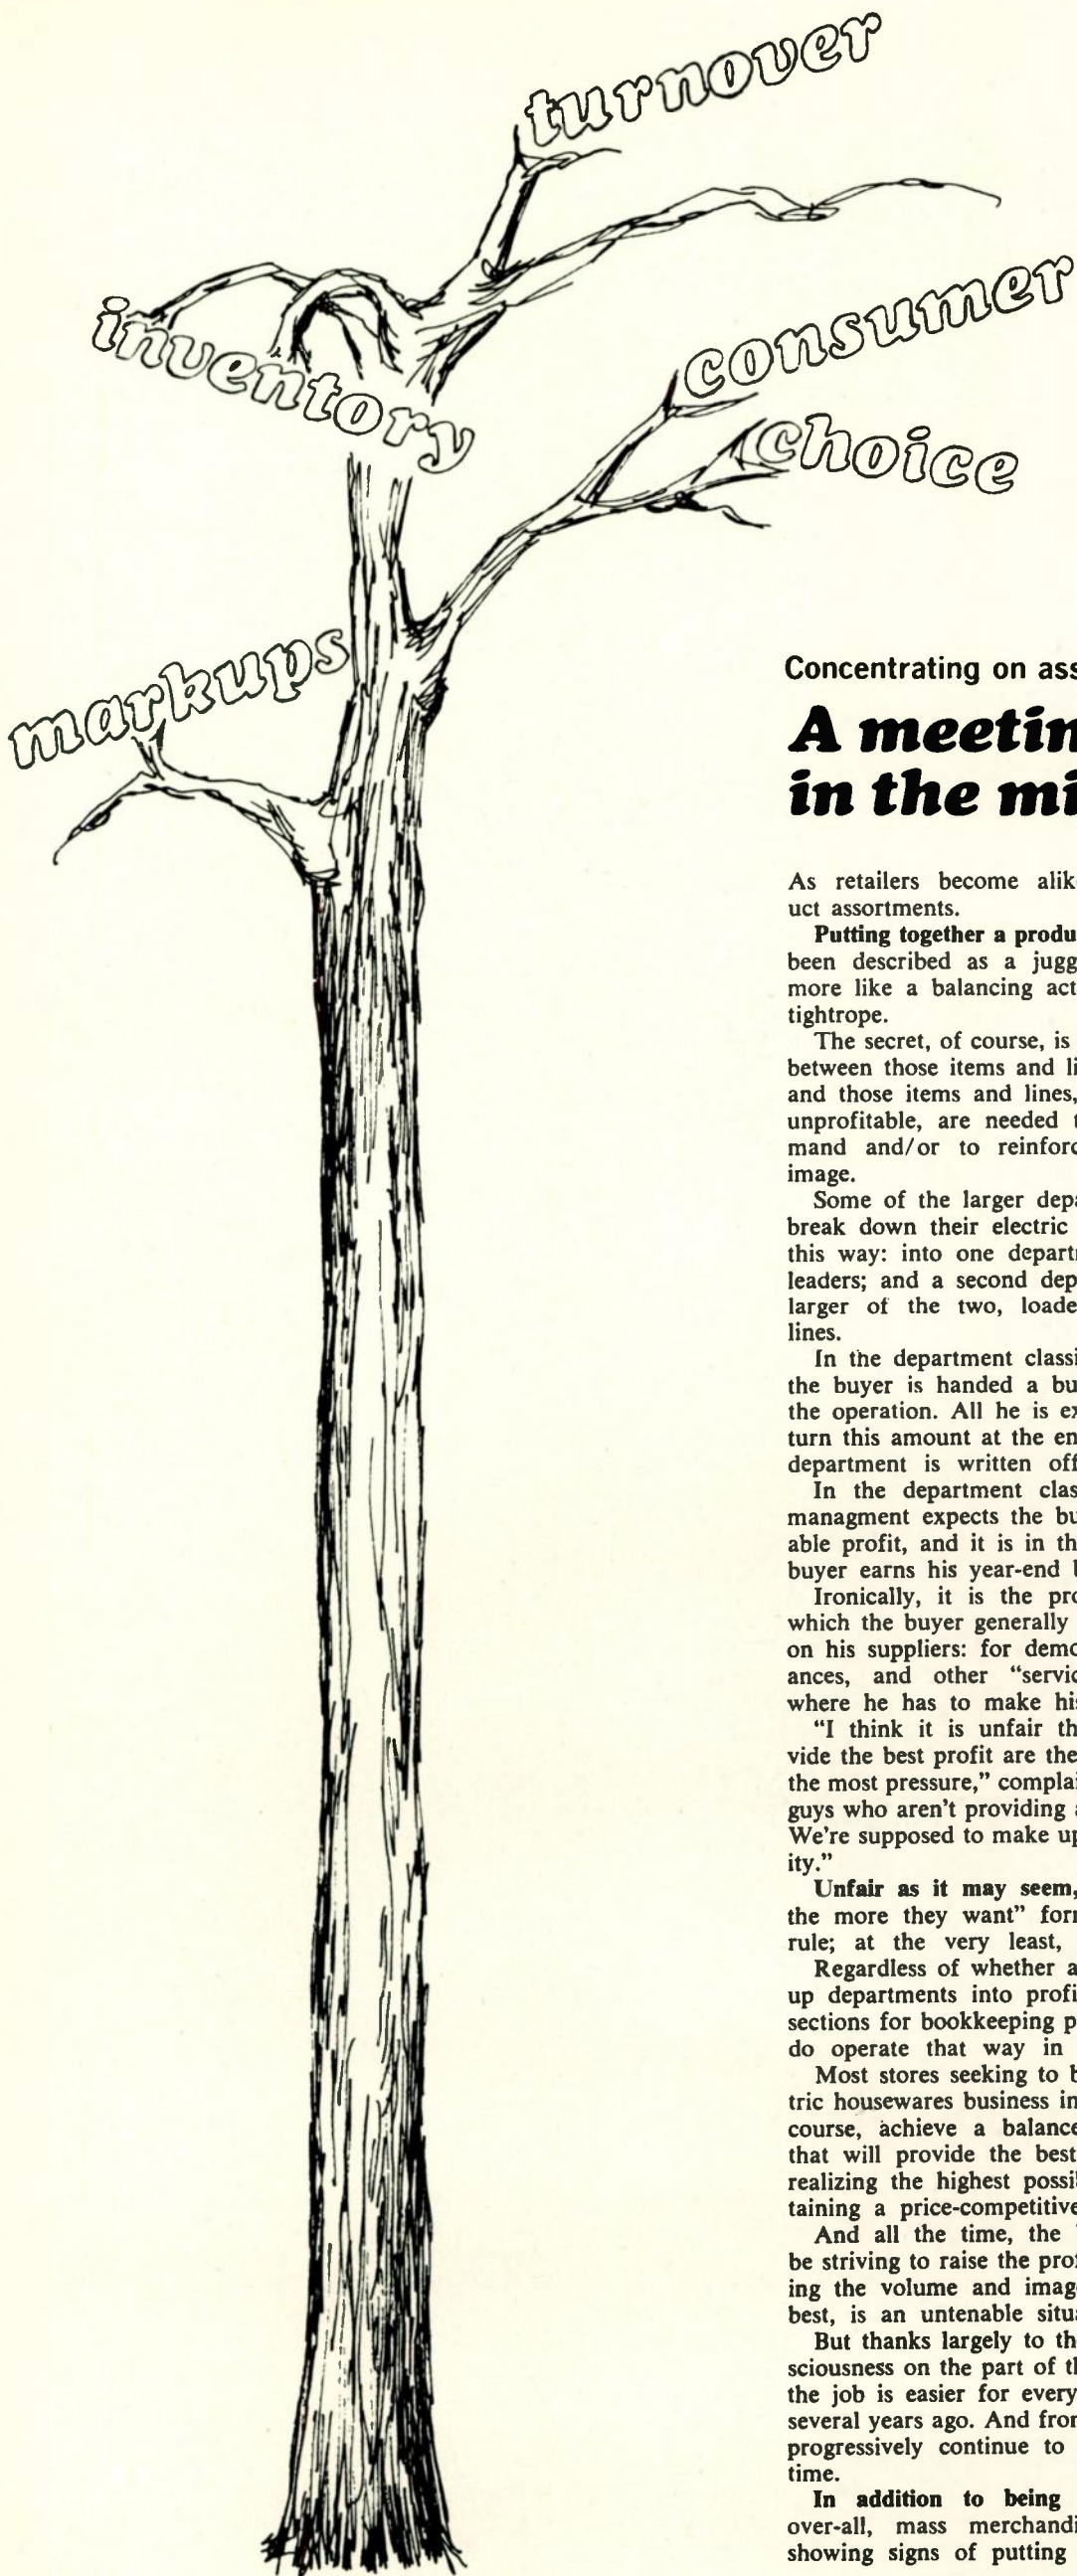 turnover
inventory
consumer
choice
markups
Concentrating on ass
A meetin
in the mi
As retailers become alik
uct assortments.
Putting together a produ
been described as a jugg
more like a balancing act
tightrope.
The secret, of course, is
between those items and li
and those items and lines,
unprofitable, are needed t
mand and/or to reinforc
image.
Some of the larger depa
break down their electric
this way: into one depart
leaders; and a second dep
larger of the two, loade
lines.
In the department classi
the buyer is handed a bu
the operation. All he is ex
turn this amount at the en
department is written off
In the department clas
managment expects the bu
able profit, and it is in th
buyer earns his year-end
Ironically, it is the pro
which the buyer generally
on his suppliers: for demo
ances, and other "servic
where he has to make his
"I think it is unfair th
vide the best profit are the
the most pressure," complai
guys who aren't providing a
We're supposed to make up
ity."
Unfair as it may seem,
the more they want" for
rule; at the very least,
Regardless of whether a
up departments into profi
sections for bookkeeping p
do operate that way in
Most stores seeking to b
tric housewares business in
course, achieve a balance
that will provide the best
realizing the highest possi
taining a price-competitive
And all the time, the
be striving to raise the prof
ing the volume and imag
best, is an untenable situa
But thanks largely to th
sciousness on the part of th
the job is easier for every
several years ago. And from
progressively continue to
time.
In addition to being
over-all, mass merchandi
showing signs of putting